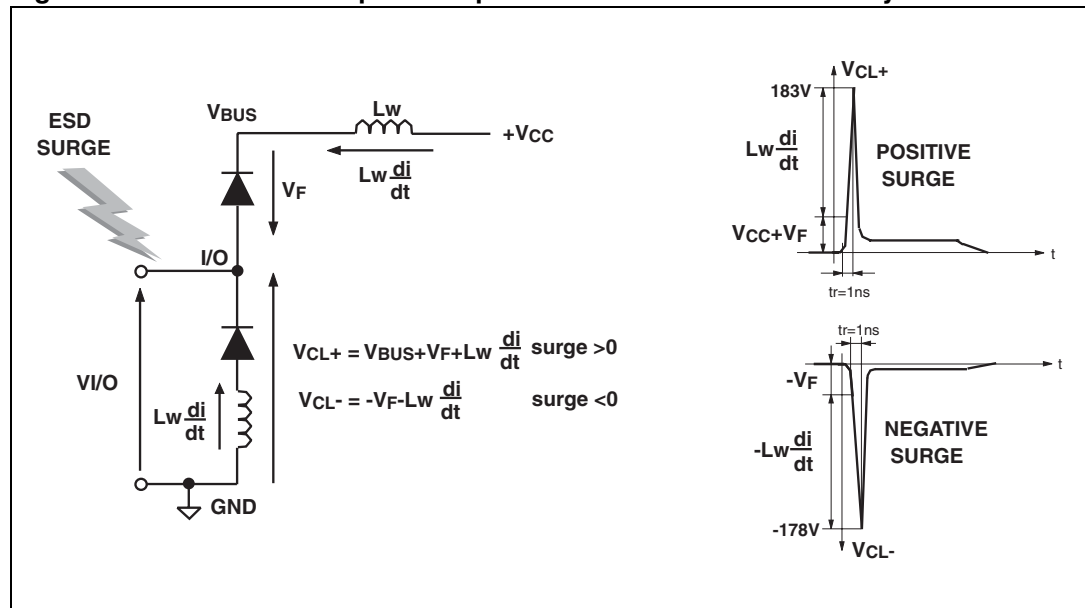 ESD
SURGE
VBUS
Lw
+VCC
Lw di/dt
VF
I/O
VI/O
Lw di/dt
GND
VCL+ = VBUS+VF+Lw di/dt surge >0
VCL- = -VF-Lw di/dt surge <0
VCL+
183V
Lw di/dt
POSITIVE
SURGE
VCC+VF
t
tr=1ns
tr=1ns
t
-VF
-Lw di/dt
NEGATIVE
SURGE
-178V
VCL-